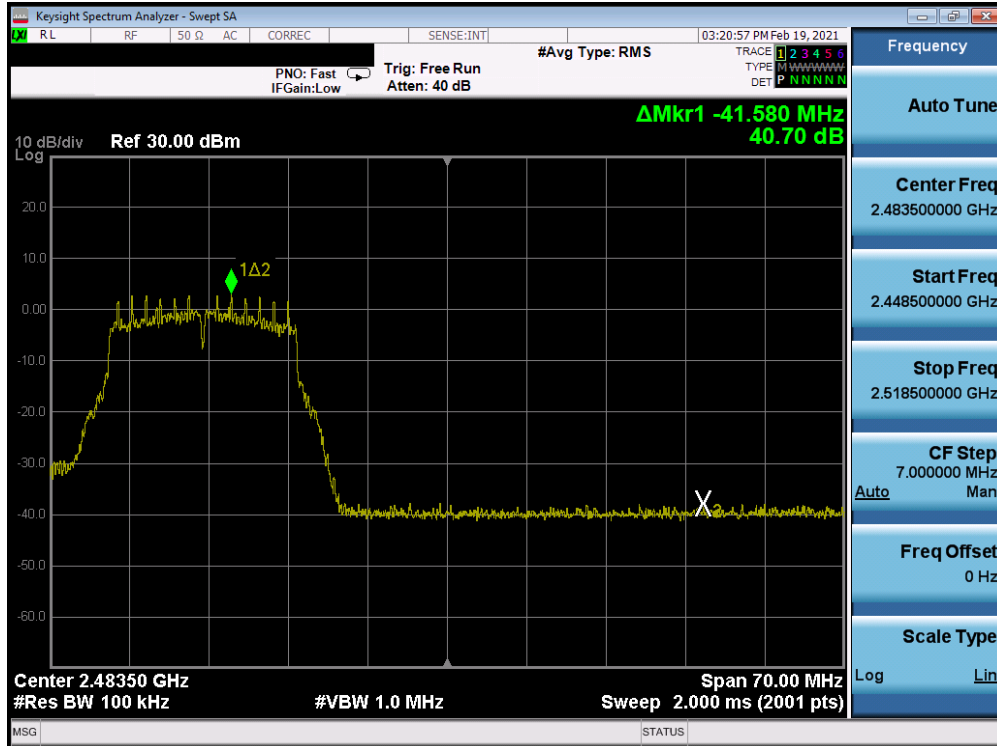 Keysight Spectrum Analyzer - Swept SA
LXI RL RF 50 Ω AC CORREC SENSE:INT 03:20:57 PM Feb 19, 2021
#Avg Type: RMS
TRACE 1 2 3 4 5 6
TYPE M WWWWW
DET P N N N N N
PNO: Fast
IFGain:Low
Trig: Free Run
Atten: 40 dB
ΔMkr1 -41.580 MHz
40.70 dB
10 dB/div Ref 30.00 dBm
Log
20.0
10.0
0.00
-10.0
-20.0
-30.0
-40.0
-50.0
-60.0
1Δ2
X2
Center 2.48350 GHz Span 70.00 MHz
#Res BW 100 kHz #VBW 1.0 MHz Sweep 2.000 ms (2001 pts)
MSG STATUS
Frequency
Auto Tune
Center Freq
2.483500000 GHz
Start Freq
2.448500000 GHz
Stop Freq
2.518500000 GHz
CF Step
7.000000 MHz
Auto Man
Freq Offset
0 Hz
Scale Type
Log Lin